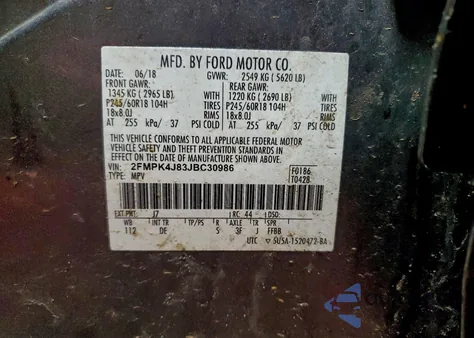 MFD. BY FORD MOTOR CO.
DATE: 06/18 GVWR: 2549 KG (5620 LB)
FRONT GAWR: REAR GAWR:
1345 KG (2965 LB) 1220 KG (2690 LB)
P245/60R18 104H TIRES P245/60R18 104H TIRES
18x8.0J RIMS 18x8.0J RIMS
AT 255 kPa/ 37 PSI COLD AT 255 kPa/ 37 PSI COLD
THIS VEHICLE CONFORMS TO ALL APPLICABLE FEDERAL MOTOR
VEHICLE SAFETY AND THEFT PREVENTION STANDARDS IN EFFECT ON
THE DATE OF MANUFACTURE SHOWN ABOVE.
VIN: 2FMPK4J83JBC30986 F0186
TYPE: MPV T0428
EXT PNT: J7 RC: 44 DSO:
WB INT TR TP/PS R AXLE TR SPR
112 DE S 3F J FFBB
UTC ▽ 5U5A-1520472-BA